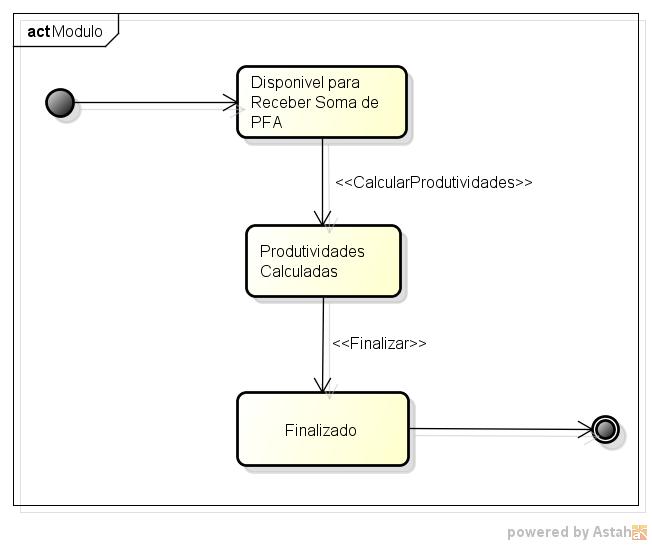 act Modulo
Disponivel para
Receber Soma de
PFA
<<CalcularProdutividades>>
Produtividades
Calculadas
<<Finalizar>>
Finalizado
powered by Astah